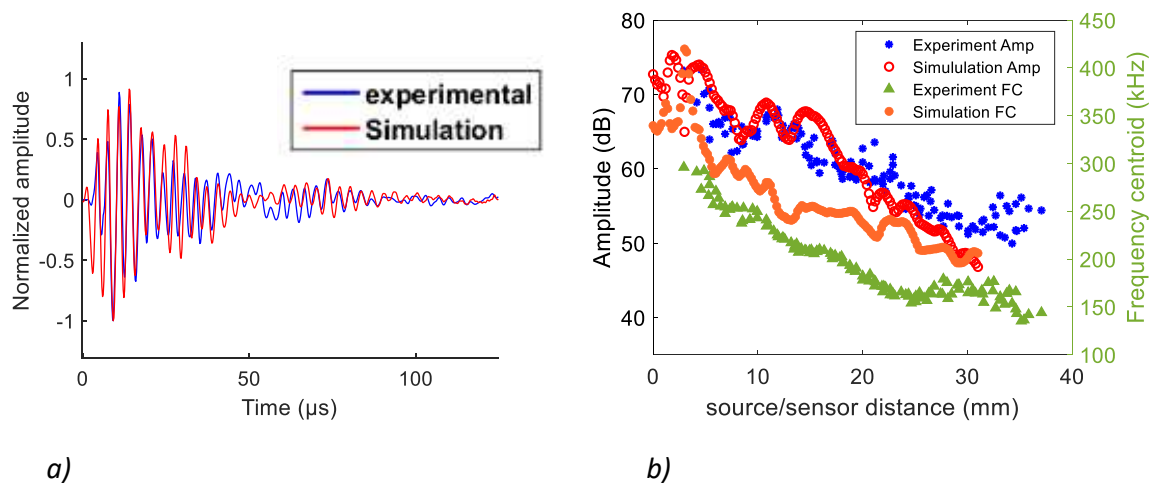 experimental
Simulation
Normalized amplitude
1
0.5
0
-0.5
-1
0
50
100
Time (µs)
a)
Experiment Amp
Simululation Amp
Experiment FC
Simulation FC
Amplitude (dB)
80
70
60
50
40
0
10
20
30
40
source/sensor distance (mm)
450
400
350
300
250
200
150
100
Frequency centroid (kHz)
b)